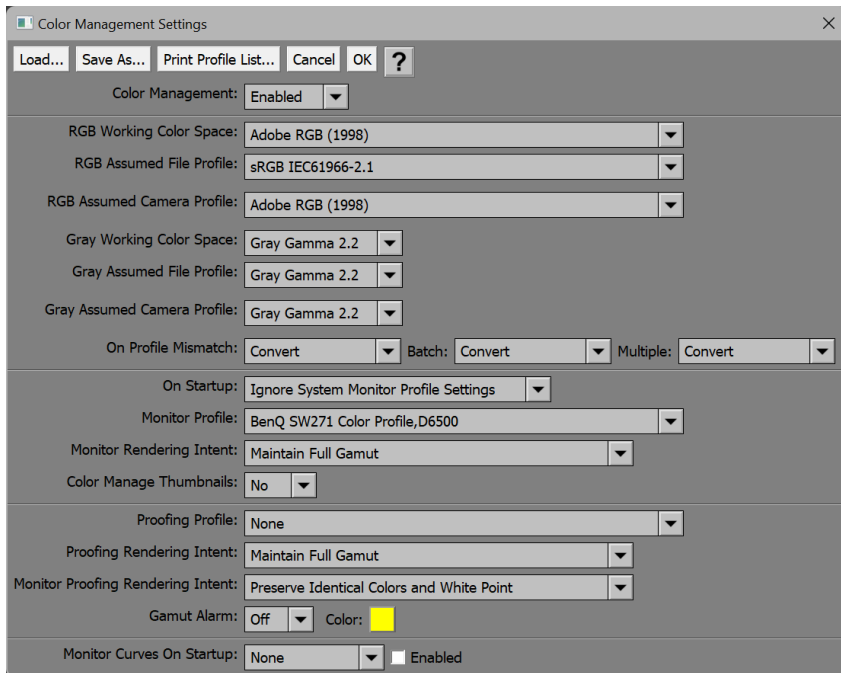 Color Management Settings
Load... Save As... Print Profile List... Cancel OK ?
Color Management: Enabled
RGB Working Color Space: Adobe RGB (1998)
RGB Assumed File Profile: sRGB IEC61966-2.1
RGB Assumed Camera Profile: Adobe RGB (1998)
Gray Working Color Space: Gray Gamma 2.2
Gray Assumed File Profile: Gray Gamma 2.2
Gray Assumed Camera Profile: Gray Gamma 2.2
On Profile Mismatch: Convert Batch: Convert Multiple: Convert
On Startup: Ignore System Monitor Profile Settings
Monitor Profile: BenQ SW271 Color Profile,D6500
Monitor Rendering Intent: Maintain Full Gamut
Color Manage Thumbnails: No
Proofing Profile: None
Proofing Rendering Intent: Maintain Full Gamut
Monitor Proofing Rendering Intent: Preserve Identical Colors and White Point
Gamut Alarm: Off Color:
Monitor Curves On Startup: None Enabled